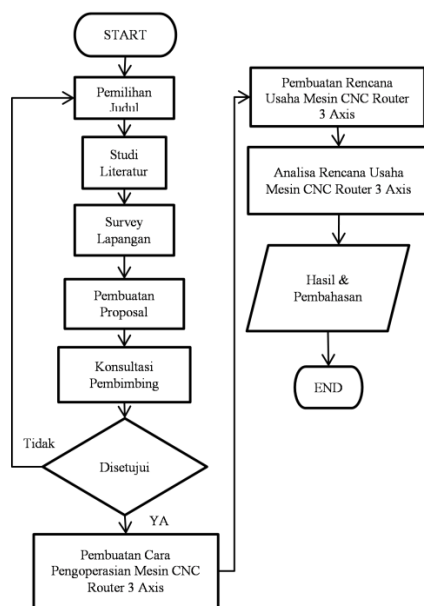 START
Pemilihan
Judul
Studi
Literatur
Survey
Lapangan
Pembuatan
Proposal
Konsultasi
Pembimbing
Tidak
Disetujui
YA
Pembuatan Cara
Pengoperasian Mesin CNC
Router 3 Axis
Pembuatan Rencana
Usaha Mesin CNC Router
3 Axis
Analisa Rencana Usaha
Mesin CNC Router 3 Axis
Hasil &
Pembahasan
END